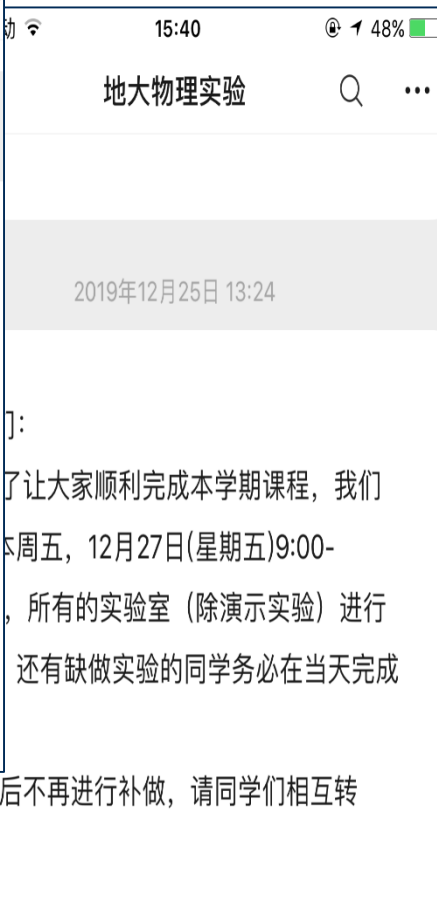 15:40 48%
地大物理实验
2019年12月25日 13:24
们：
了让大家顺利完成本学期课程，我们
本周五，12月27日(星期五)9:00-
，所有的实验室（除演示实验）进行
还有缺做实验的同学务必在当天完成
后不再进行补做，请同学们相互转